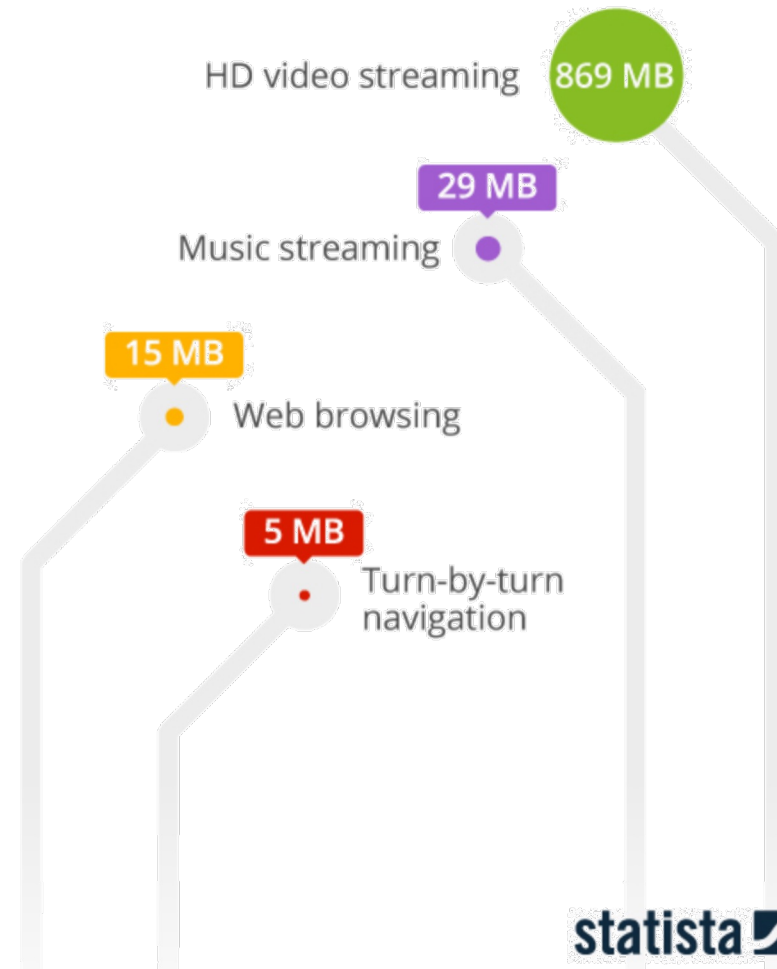 HD video streaming
869 MB
29 MB
Music streaming
15 MB
Web browsing
5 MB
Turn-by-turn
navigation
statista